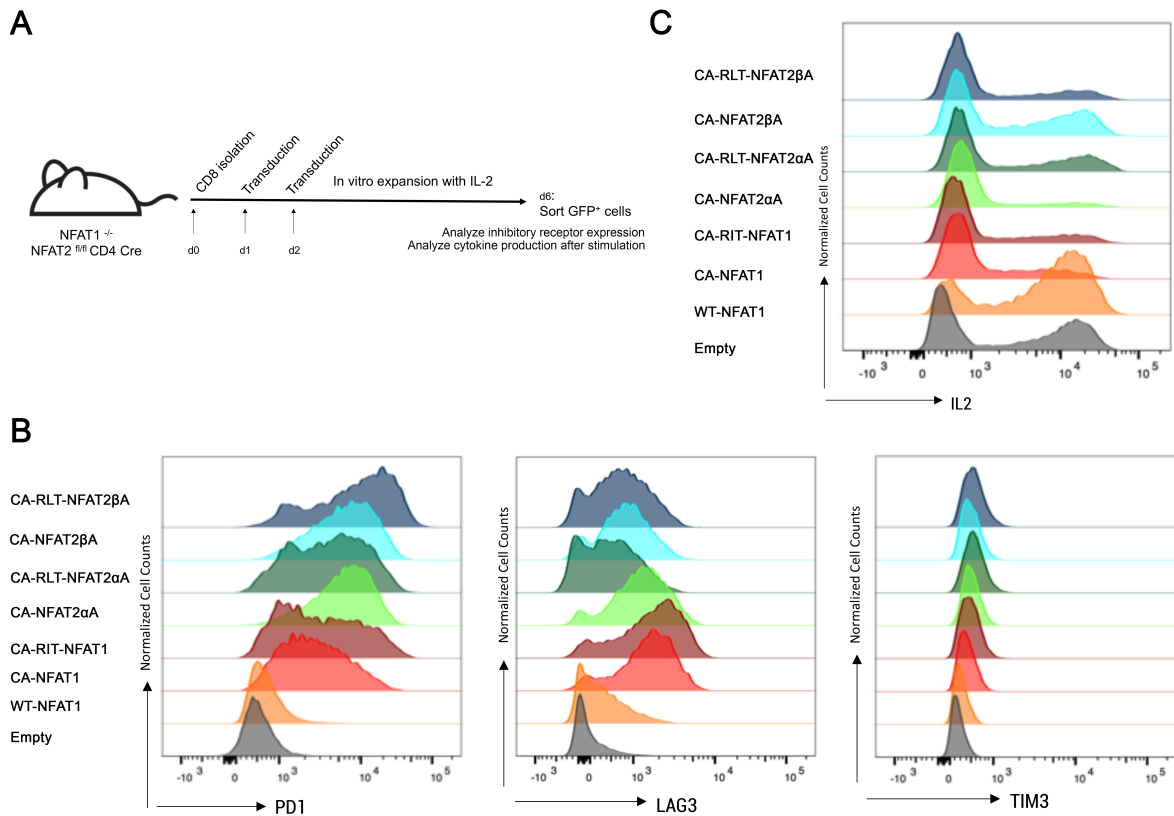 A
CD8 isolation
Transduction
Transduction
In vitro expansion with IL-2
d6:
Sort GFP+ cells
Analyze inhibitory receptor expression
Analyze cytokine production after stimulation
d0
d1
d2
NFAT1 -/-
NFAT2 fl/fl CD4 Cre
C
CA-RLT-NFAT2βA
CA-NFAT2βA
CA-RLT-NFAT2αA
CA-NFAT2αA
CA-RIT-NFAT1
CA-NFAT1
WT-NFAT1
Empty
Normalized Cell Counts
-10 3
0
10 3
10 4
10 5
IL2
B
CA-RLT-NFAT2βA
CA-NFAT2βA
CA-RLT-NFAT2αA
CA-NFAT2αA
CA-RIT-NFAT1
CA-NFAT1
WT-NFAT1
Empty
Normalized Cell Counts
-10 3
0
10 3
10 4
10 5
PD1
Normalized Cell Counts
-10 3
0
10 3
10 4
10 5
LAG3
Normalized Cell Counts
-10 3
0
10 3
10 4
10 5
TIM3